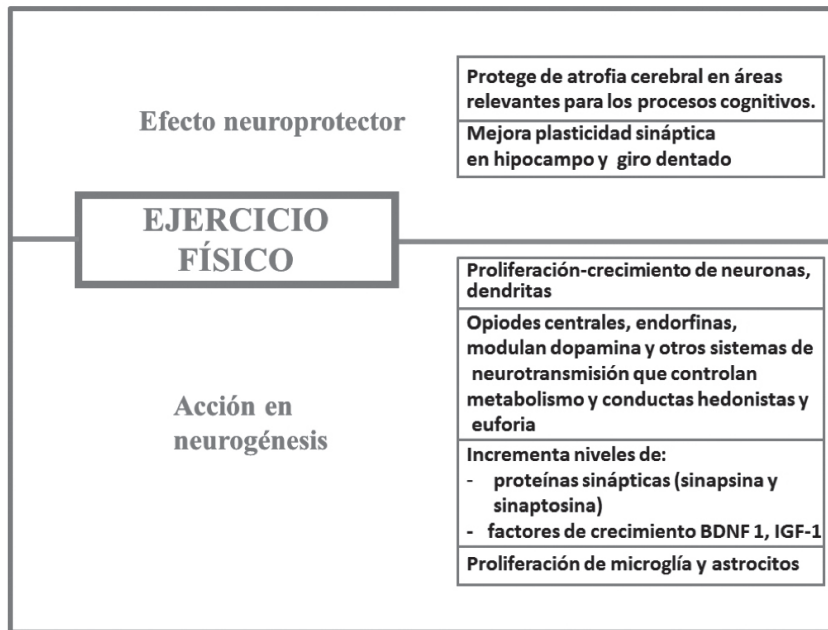 Efecto neuroprotector
Protege de atrofia cerebral en áreas
relevantes para los procesos cognitivos.
Mejora plasticidad sináptica
en hipocampo y giro dentado
EJERCICIO
FÍSICO
Acción en
neurogénesis
Proliferación-crecimiento de neuronas,
dendritas
Opiodes centrales, endorfinas,
modulan dopamina y otros sistemas de
neurotransmisión que controlan
metabolismo y conductas hedonistas y
euforia
Incrementa niveles de:
- proteínas sinápticas (sinapsina y
sinaptosina)
- factores de crecimiento BDNF 1, IGF-1
Proliferación de microglía y astrocitos